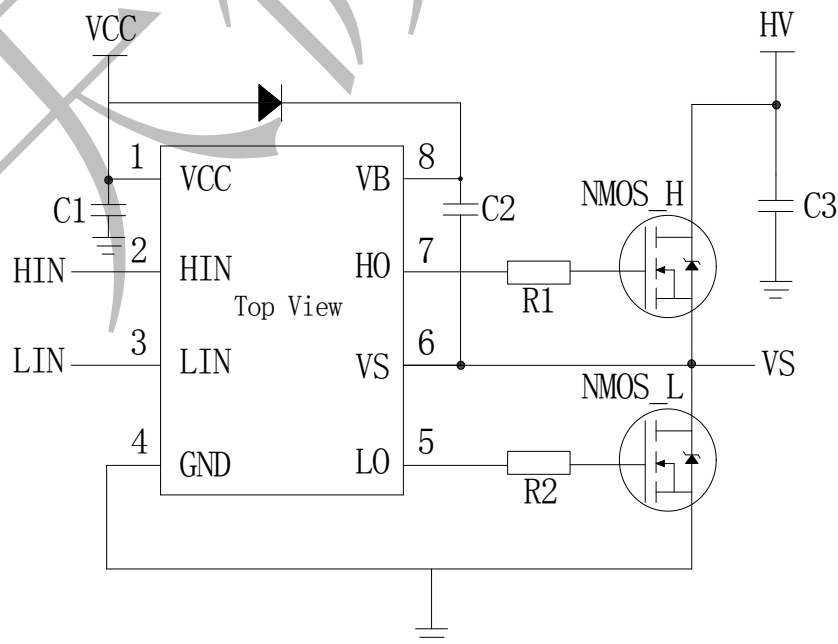 VCC
HV
1
VCC
VB
8
C1
C2
C3
NMOS_H
2
HIN
HIN
HO
7
R1
Top View
3
LIN
LIN
VS
6
VS
NMOS_L
4
GND
LO
5
R2